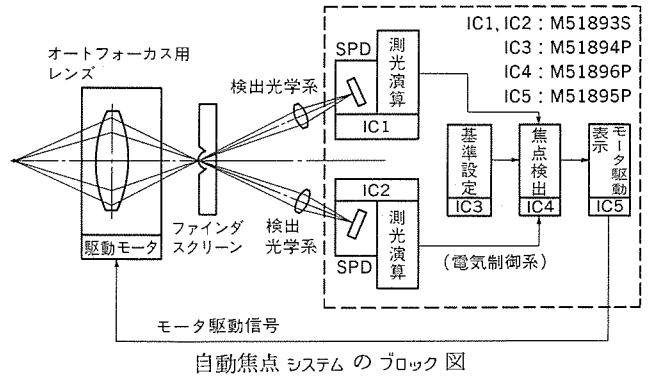 オートフォーカス用
レンズ
駆動モータ
ファインダ
スクリーン
検出光学系
検出
光学系
SPD
測光演算
IC1
IC2
SPD
測光演算
IC1, IC2 : M51893S
IC3 : M51894P
IC4 : M51896P
IC5 : M51895P
基準設定
IC3
焦点検出
IC4
モータ駆動
表示
IC5
(電気制御系)
モータ駆動信号
自動焦点 システム の ブロック 図